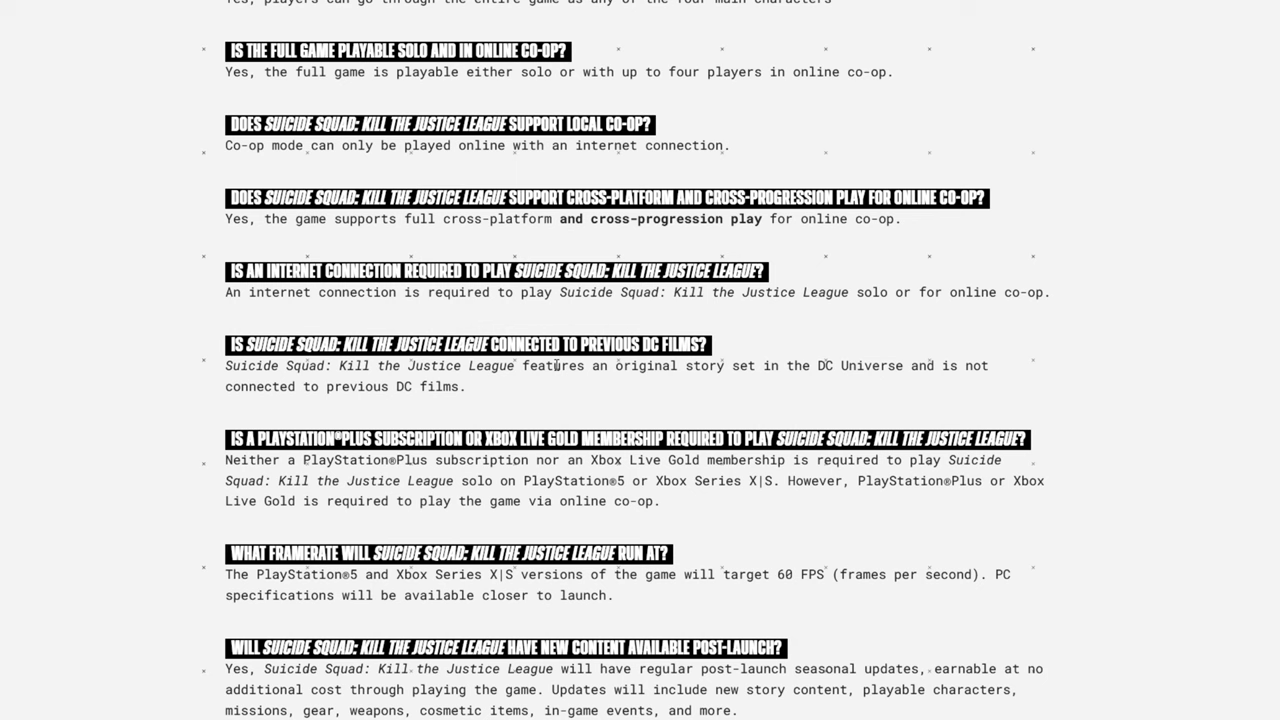 Yes, players can go through the entire game as any of the four main characters
IS THE FULL GAME PLAYABLE SOLO AND IN ONLINE CO-OP?
Yes, the full game is playable either solo or with up to four players in online co-op.
DOES SUICIDE SQUAD: KILL THE JUSTICE LEAGUE SUPPORT LOCAL CO-OP?
Co-op mode can only be played online with an internet connection.
DOES SUICIDE SQUAD: KILL THE JUSTICE LEAGUE SUPPORT CROSS-PLATFORM AND CROSS-PROGRESSION PLAY FOR ONLINE CO-OP?
Yes, the game supports full cross-platform and cross-progression play for online co-op.
IS AN INTERNET CONNECTION REQUIRED TO PLAY SUICIDE SQUAD: KILL THE JUSTICE LEAGUE?
An internet connection is required to play Suicide Squad: Kill the Justice League solo or for online co-op.
IS SUICIDE SQUAD: KILL THE JUSTICE LEAGUE CONNECTED TO PREVIOUS DC FILMS?
Suicide Squad: Kill the Justice League features an original story set in the DC Universe and is not
connected to previous DC films.
IS A PLAYSTATION®PLUS SUBSCRIPTION OR XBOX LIVE GOLD MEMBERSHIP REQUIRED TO PLAY SUICIDE SQUAD: KILL THE JUSTICE LEAGUE?
Neither a PlayStation®Plus subscription nor an Xbox Live Gold membership is required to play Suicide
Squad: Kill the Justice League solo on PlayStation®5 or Xbox Series X|S. However, PlayStation®Plus or Xbox
Live Gold is required to play the game via online co-op.
WHAT FRAMERATE WILL SUICIDE SQUAD: KILL THE JUSTICE LEAGUE RUN AT?
The PlayStation®5 and Xbox Series X|S versions of the game will target 60 FPS (frames per second). PC
specifications will be available closer to launch.
WILL SUICIDE SQUAD: KILL THE JUSTICE LEAGUE HAVE NEW CONTENT AVAILABLE POST-LAUNCH?
Yes, Suicide Squad: Kill the Justice League will have regular post-launch seasonal updates, earnable at no
additional cost through playing the game. Updates will include new story content, playable characters,
missions, gear, weapons, cosmetic items, in-game events, and more.